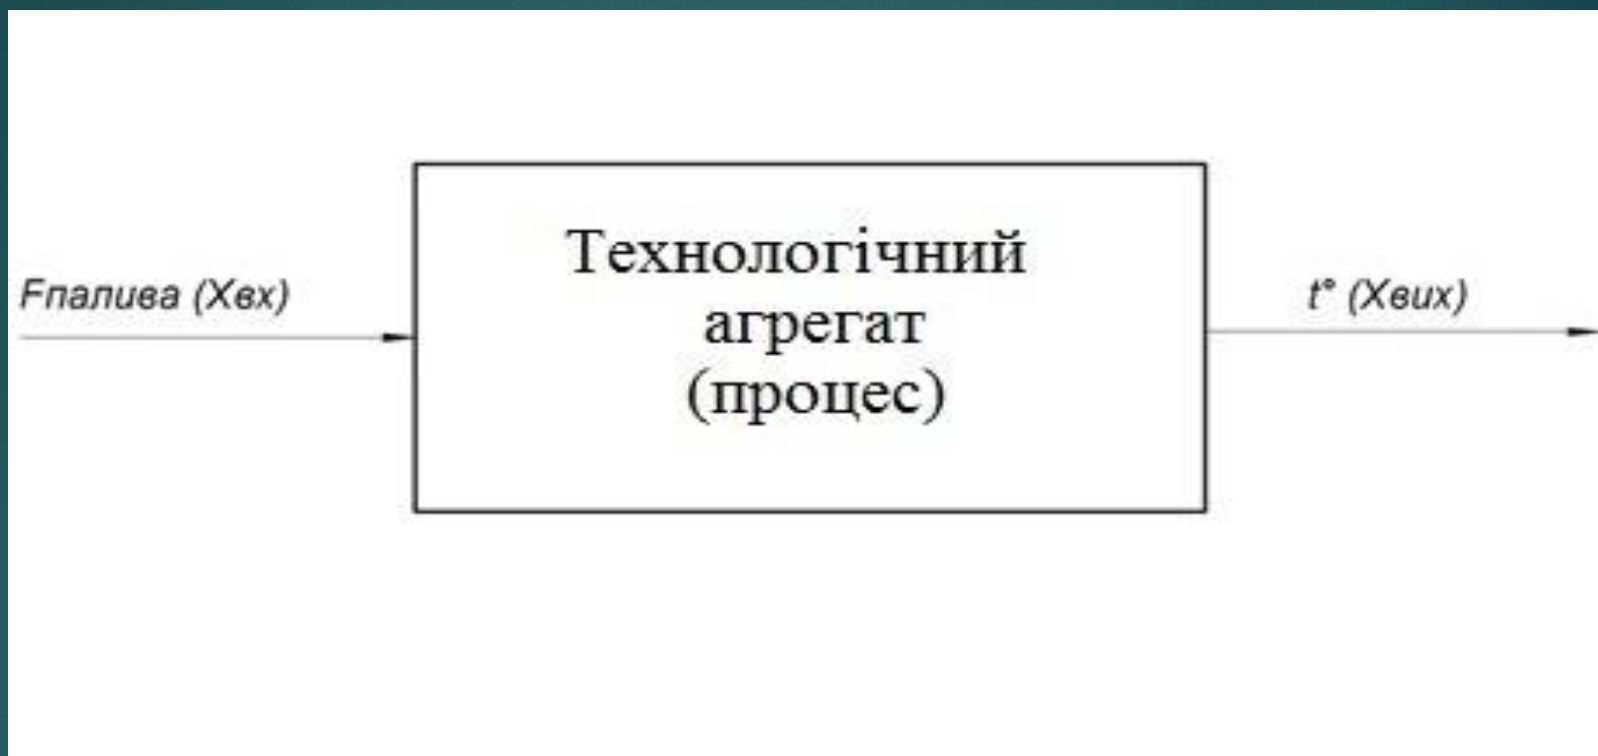 Fпалива (Xвх)
Технологічний
агрегат
(процес)
t° (Xвих)